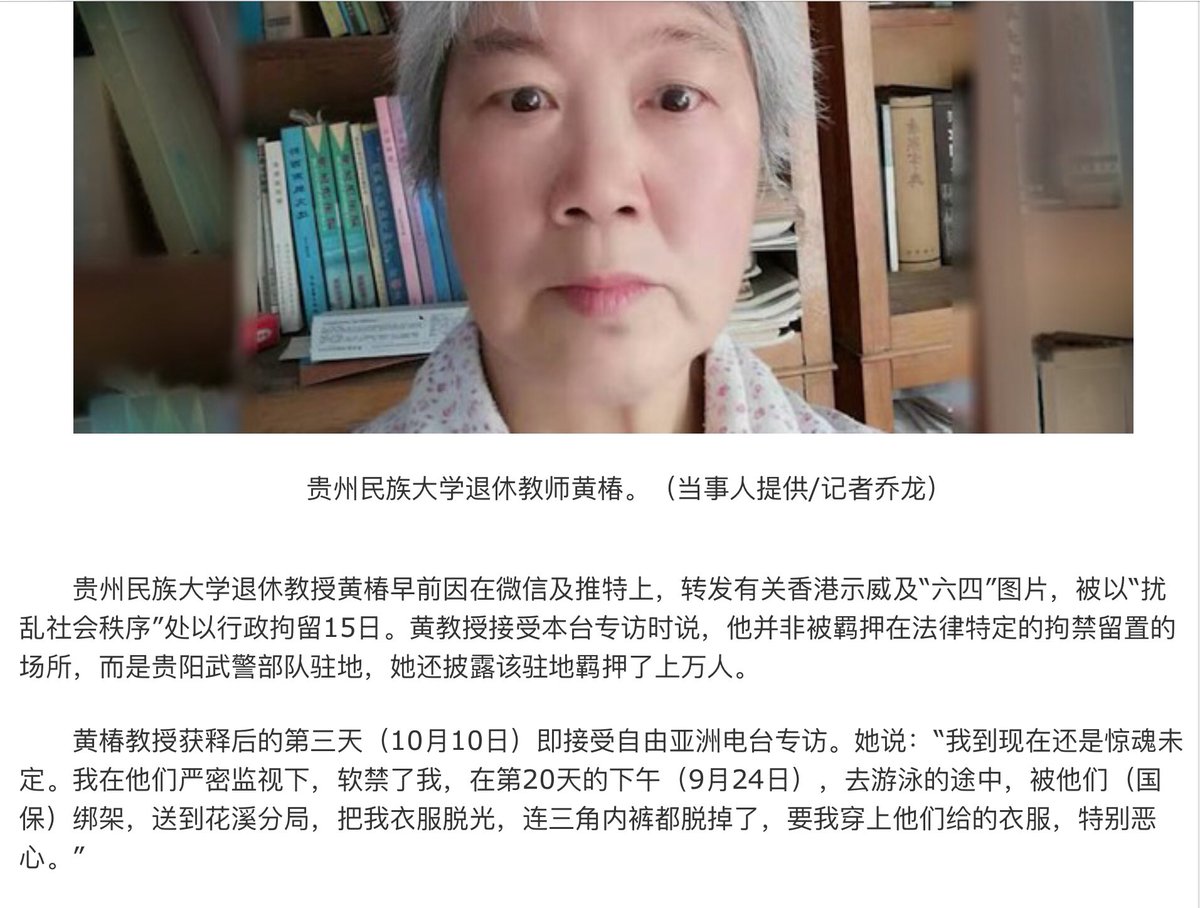 贵州民族大学退休教师黄椿。（当事人提供/记者乔龙）
贵州民族大学退休教授黄椿早前因在微信及推特上，转发有关香港示威及“六四”图片，被以“扰
乱社会秩序”处以行政拘留15日。黄教授接受本台专访时说，他并非被羁押在法律特定的拘禁留置的
场所，而是贵阳武警部队驻地，她还披露该驻地羁押了上万人。
黄椿教授获释后的第三天（10月10日）即接受自由亚洲电台专访。她说：“我到现在还是惊魂未
定。我在他们严密监视下，软禁了我，在第20天的下午（9月24日），去游泳的途中，被他们（国
保）绑架，送到花溪分局，把我衣服脱光，连三角内裤都脱掉了，要我穿上他们给的衣服，特别恶
心。”